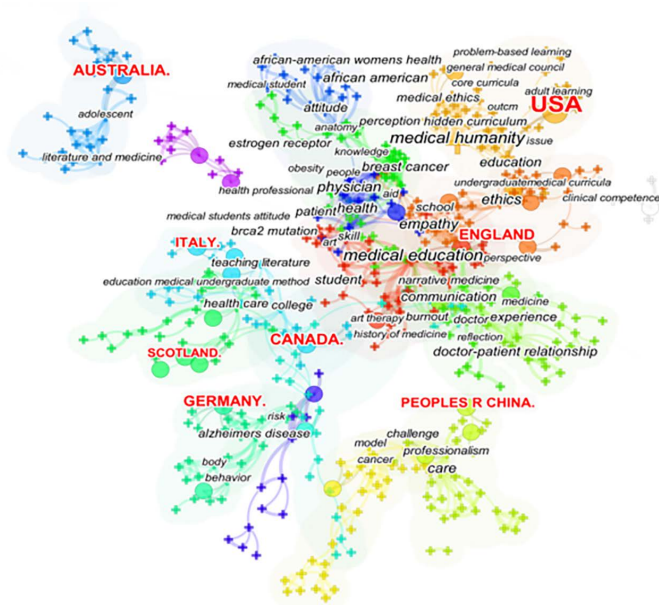 problem-based learning
african-american womens health
general medical council
AUSTRALIA.
african american
core curricula
medical student
adult learning
medical ethics
outcm
USA
attitude
adolescent
perception
hidden curriculum
anatomy
medical humanity
issue
estrogen receptor
knowledge
literature and medicine
breast cancer
education
obesity
people
undergraduatemedical curricula
health professional
physician
aid
ethics
clinical competence
patient
health
school
medical students attitude
empathy
brca2 mutation
skill
ENGLAND
art
ITALY.
medical education
perspective
teaching literature
student
narrative medicine
education medical undergraduate method
communication
medicine
health care
college
art therapy
burnout
doctor
experience
history of medicine
reflection
CANADA.
SCOTLAND.
doctor-patient relationship
GERMANY.
PEOPLES R CHINA.
risk
alzheimers disease
challenge
model
professionalism
body
cancer
care
behavior